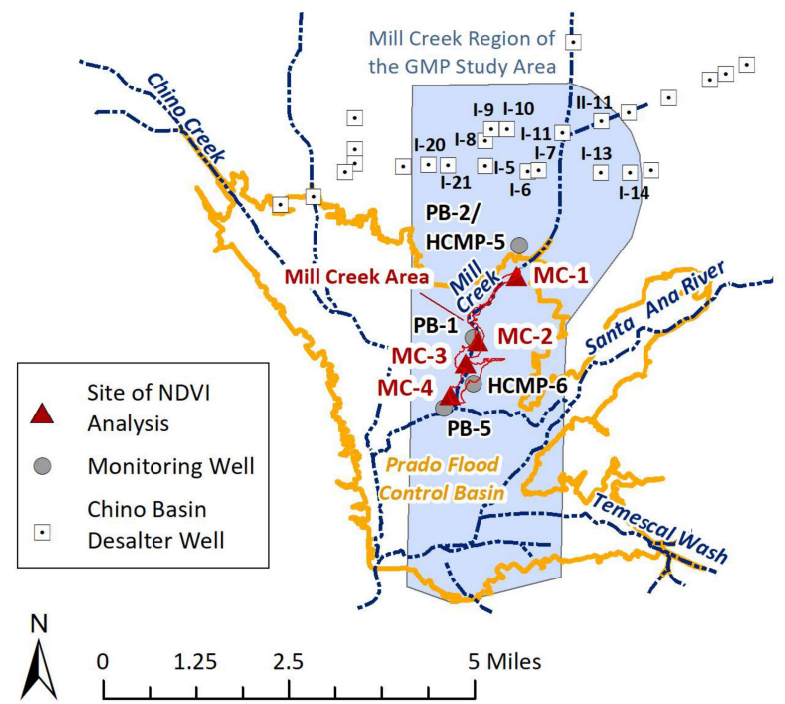 Mill Creek Region of
the GMP Study Area
Chino Creek
I-9
I-10
II-11
I-8
I-11
I-20
I-5
I-7
I-13
I-21
I-6
I-14
PB-2/
HCMP-5
Mill Creek Area
Mill
Creek
MC-1
Santa Ana River
PB-1
MC-2
MC-3
MC-4
HCMP-6
PB-5
Prado Flood
Control Basin
Temescal Wash
Site of NDVI
Analysis
Monitoring Well
Chino Basin
Desalter Well
N
0 1.25 2.5 5 Miles